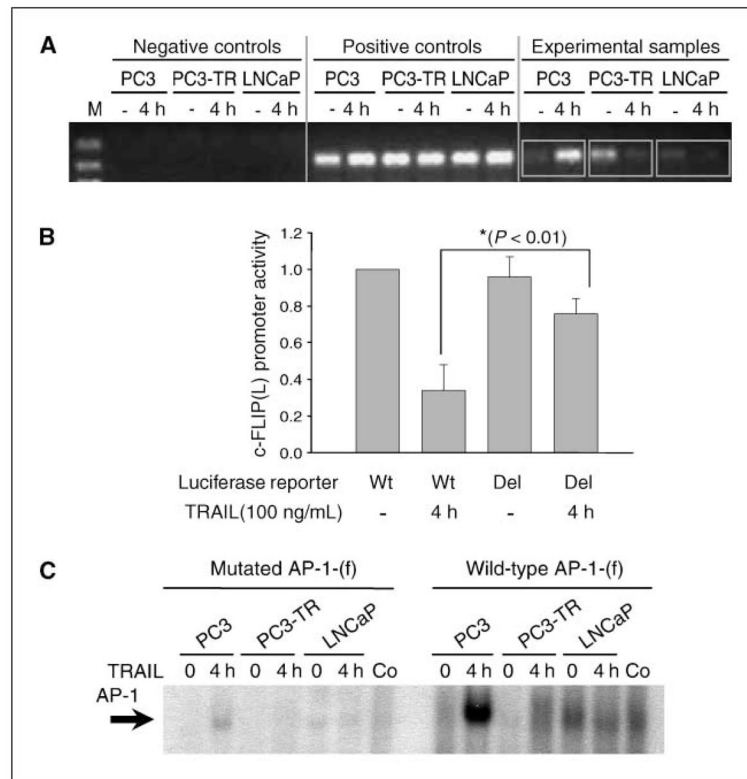 A
Negative controls Positive controls Experimental samples
PC3 PC3-TR LNCaP PC3 PC3-TR LNCaP PC3 PC3-TR LNCaP
M - 4 h - 4 h - 4 h - 4 h - 4 h - 4 h - 4 h - 4 h - 4 h
B
*(P < 0.01)
c-FLIP(L) promoter activity
1.2
1.0
0.8
0.6
0.4
0.2
0.0
Luciferase reporter Wt Wt Del Del
TRAIL(100 ng/mL) - 4 h - 4 h
C
Mutated AP-1-(f) Wild-type AP-1-(f)
PC3 PC3-TR LNCaP PC3 PC3-TR LNCaP
TRAIL 0 4 h 0 4 h 0 4 h Co 0 4 h 0 4 h 0 4 h Co
AP-1